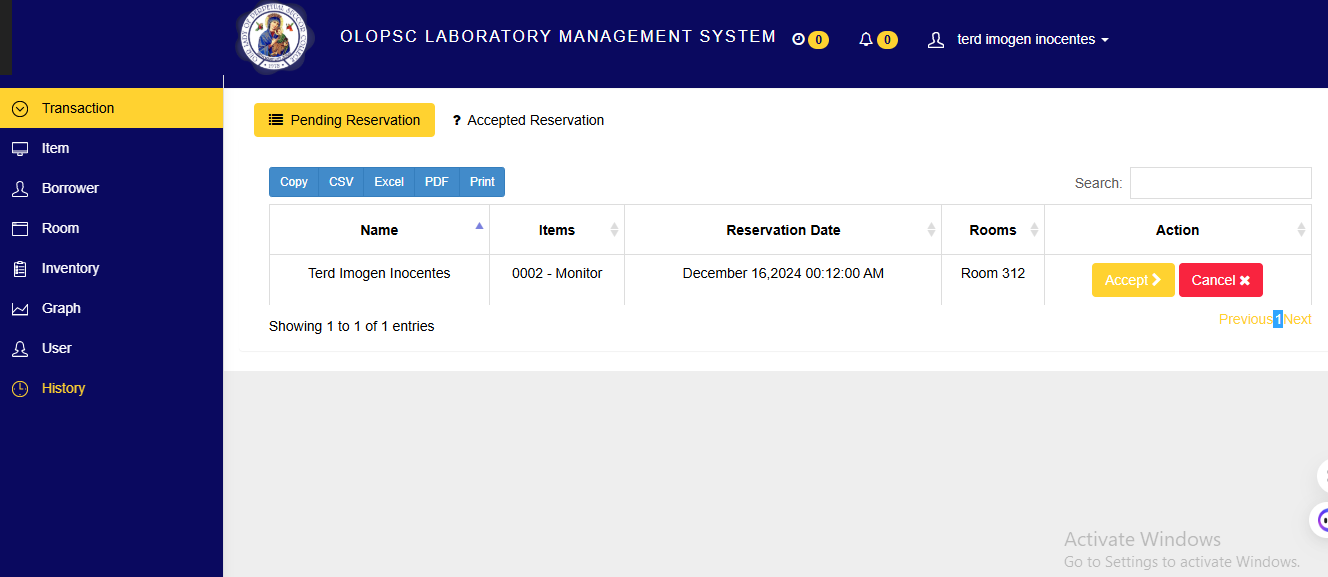 OLOPSC LABORATORY MANAGEMENT SYSTEM 0 0 terd imogen inocentes
Transaction
Item
Borrower
Room
Inventory
Graph
User
History
Pending Reservation ? Accepted Reservation
Copy CSV Excel PDF Print Search:
Name Items Reservation Date Rooms Action
Terd Imogen Inocentes 0002 - Monitor December 16,2024 00:12:00 AM Room 312 Accept Cancel
Showing 1 to 1 of 1 entries Previous 1 Next
Activate Windows
Go to Settings to activate Windows.